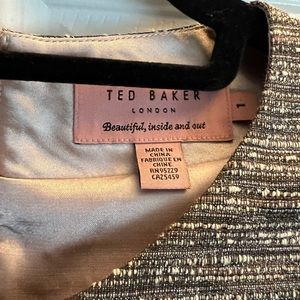 TED BAKER
LONDON
Beautiful, inside and out
1
MADE IN
CHINA
FABRIQUE EN
CHINE
RN95229
CA25459